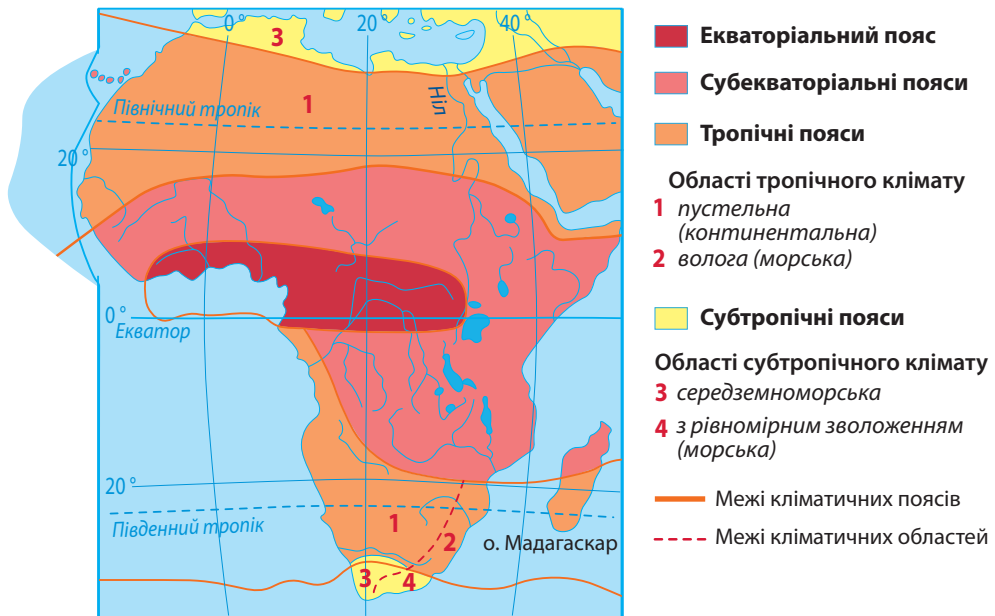 0°
20°
40°
3
Ніл
1
Північний тропік
20°
0°
Екватор
20°
Південний тропік
1
2
о. Мадагаскар
3
4
Екваторіальний пояс
Субекваторіальні пояси
Тропічні пояси
Області тропічного клімату
1 пустельна
(континентальна)
2 волога (морська)
Субтропічні пояси
Області субтропічного клімату
3 середземноморська
4 з рівномірним зволоженням
(морська)
Межі кліматичних поясів
Межі кліматичних областей